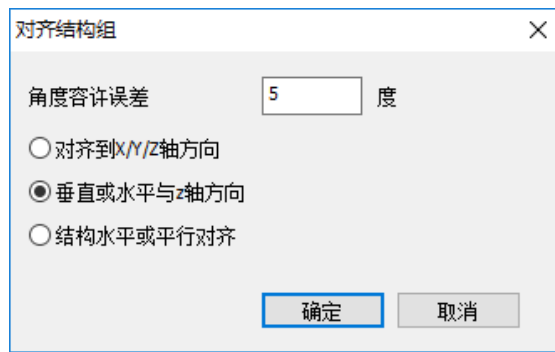 对齐结构组
角度容许误差 5 度
对齐到X/Y/Z轴方向
垂直或水平与z轴方向
结构水平或平行对齐
确定 取消